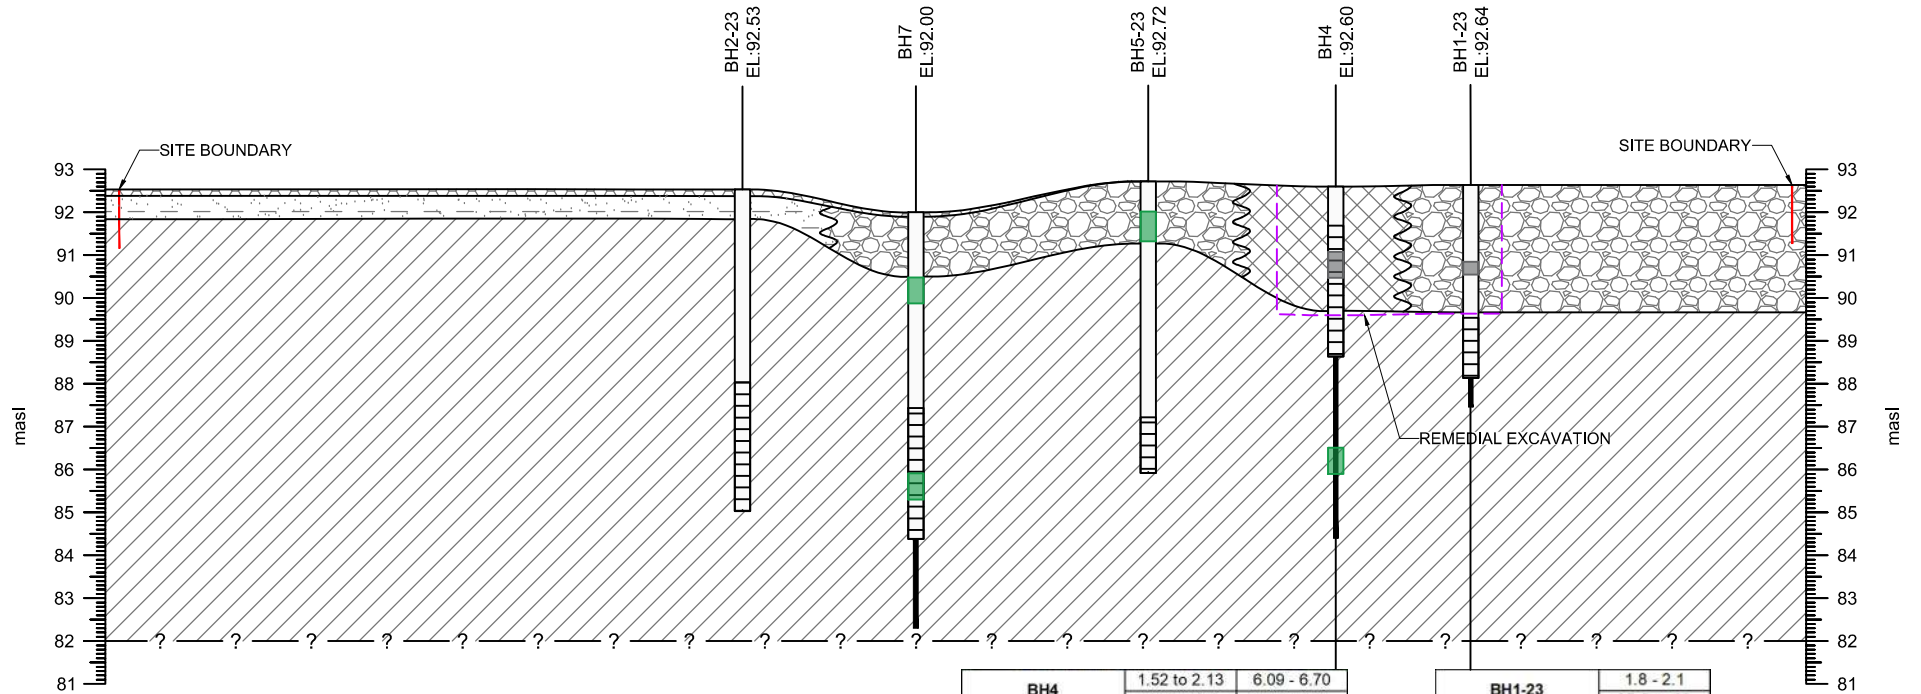 BH2-23
EL:92.53
BH7
EL:92.00
BH5-23
EL:92.72
BH4
EL:92.60
BH1-23
EL:92.64
SITE BOUNDARY
SITE BOUNDARY
93
92
91
90
89
88
87
86
85
84
83
82
81
masl
93
92
91
90
89
88
87
86
85
84
83
82
81
masl
REMEDIAL EXCAVATION
? ? ? ? ? ? ? ? ? ? ? ? ? ? ? ? ? ? ? ? ? ?
BH4 1.52 to 2.13 6.09 - 6.70
BH1-23 1.8 - 2.1